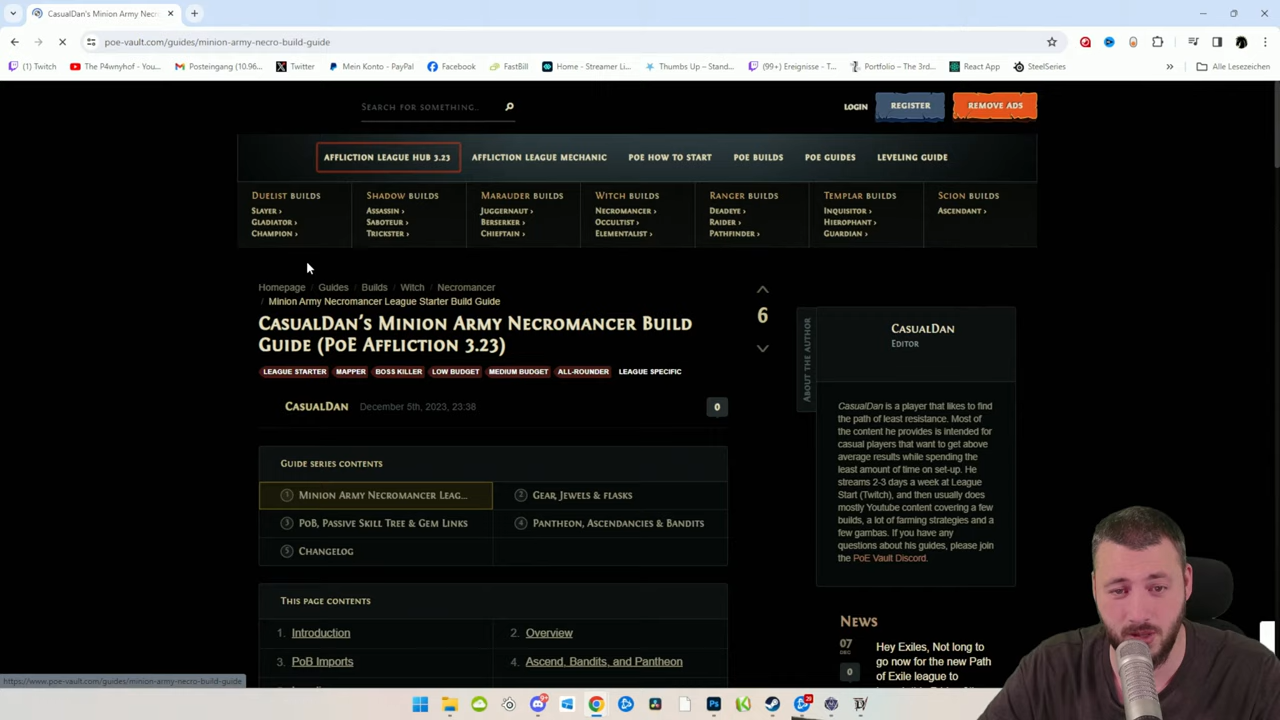 CasualDan's Minion Army Necr
poe-vault.com/guides/minion-army-necro-build-guide
(1) Twitch
The P4wnyhof - You...
Posteingang (10.96...
Twitter
Mein Konto - PayPal
Facebook
FastBill
Home - Streamer Li...
Thumbs Up – Stand...
(99+) Ereignisse - T...
Portfolio – The 3rd...
React App
SteelSeries
»
Alle Lesezeichen
SEARCH FOR SOMETHING..
LOGIN
REGISTER
REMOVE ADS
AFFLICTION LEAGUE HUB 3.23
AFFLICTION LEAGUE MECHANIC
POE HOW TO START
POE BUILDS
POE GUIDES
LEVELING GUIDE
DUELIST BUILDS
SLAYER ›
GLADIATOR ›
CHAMPION ›
SHADOW BUILDS
ASSASSIN ›
SABOTEUR ›
TRICKSTER ›
MARAUDER BUILDS
JUGGERNAUT ›
BERSERKER ›
CHIEFTAIN ›
WITCH BUILDS
NECROMANCER ›
OCCULTIST ›
ELEMENTALIST ›
RANGER BUILDS
DEADEYE ›
RAIDER ›
PATHFINDER ›
TEMPLAR BUILDS
INQUISITOR ›
HIEROPHANT ›
GUARDIAN ›
SCION BUILDS
ASCENDANT ›
Homepage / Guides / Builds / Witch / Necromancer
/ Minion Army Necromancer League Starter Build Guide
CASUALDAN'S MINION ARMY NECROMANCER BUILD
GUIDE (POE AFFLICTION 3.23)
6
LEAGUE STARTER
MAPPER
BOSS KILLER
LOW BUDGET
MEDIUM BUDGET
ALL-ROUNDER
LEAGUE SPECIFIC
CASUALDAN
December 5th, 2023, 23:38
0
GUIDE SERIES CONTENTS
1 MINION ARMY NECROMANCER LEAG...
2 GEAR, JEWELS & FLASKS
3 POB, PASSIVE SKILL TREE & GEM LINKS
4 PANTHEON, ASCENDANCIES & BANDITS
5 CHANGELOG
THIS PAGE CONTENTS
1. Introduction
2. Overview
3. PoB Imports
4. Ascend, Bandits, and Pantheon
ABOUT THE AUTHOR
CASUALDAN
EDITOR
CasualDan is a player that likes to find
the path of least resistance. Most of
the content he provides is intended for
casual players that want to get above
average results while spending the
least amount of time on set-up. He
streams 2-3 days a week at League
Start (Twitch), and then usually does
mostly Youtube content covering a few
builds, a lot of farming strategies and a
few gambas. If you have any
questions about his guides, please join
the PoE Vault Discord.
NEWS
07
DEC
0
Hey Exiles, Not long to
go now for the new Path
of Exile league to
https://www.poe-vault.com/guides/minion-army-necro-build-guide